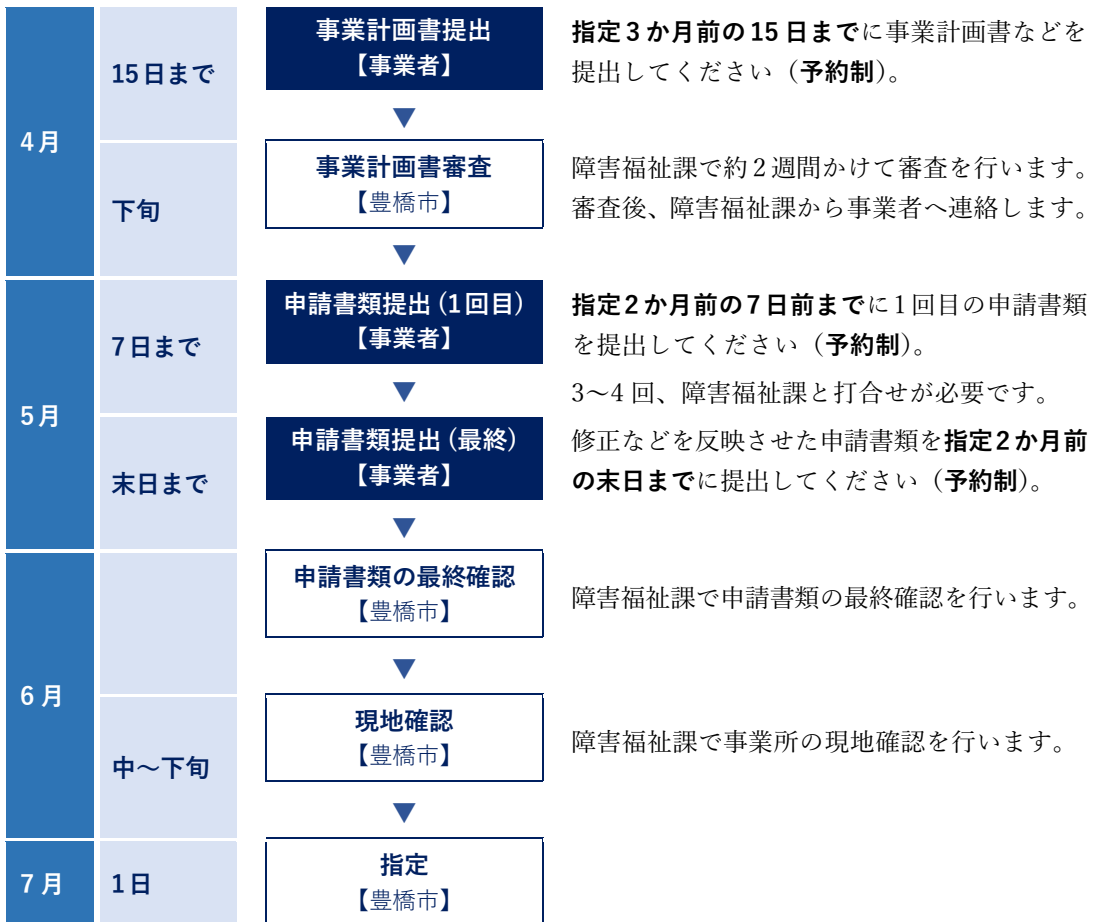 4月
15日まで
事業計画書提出
【事業者】
指定3か月前の15日までに事業計画書などを
提出してください（予約制）。
▼
下旬
事業計画書審査
【豊橋市】
障害福祉課で約2週間かけて審査を行います。
審査後、障害福祉課から事業者へ連絡します。
▼
5月
7日まで
申請書類提出（1回目）
【事業者】
指定2か月前の7日前までに1回目の申請書類
を提出してください（予約制）。
▼
3～4回、障害福祉課と打合せが必要です。
末日まで
申請書類提出（最終）
【事業者】
修正などを反映させた申請書類を指定2か月前
の末日までに提出してください（予約制）。
▼
6月
申請書類の最終確認
【豊橋市】
障害福祉課で申請書類の最終確認を行います。
▼
中～下旬
現地確認
【豊橋市】
障害福祉課で事業所の現地確認を行います。
▼
7月
1日
指定
【豊橋市】